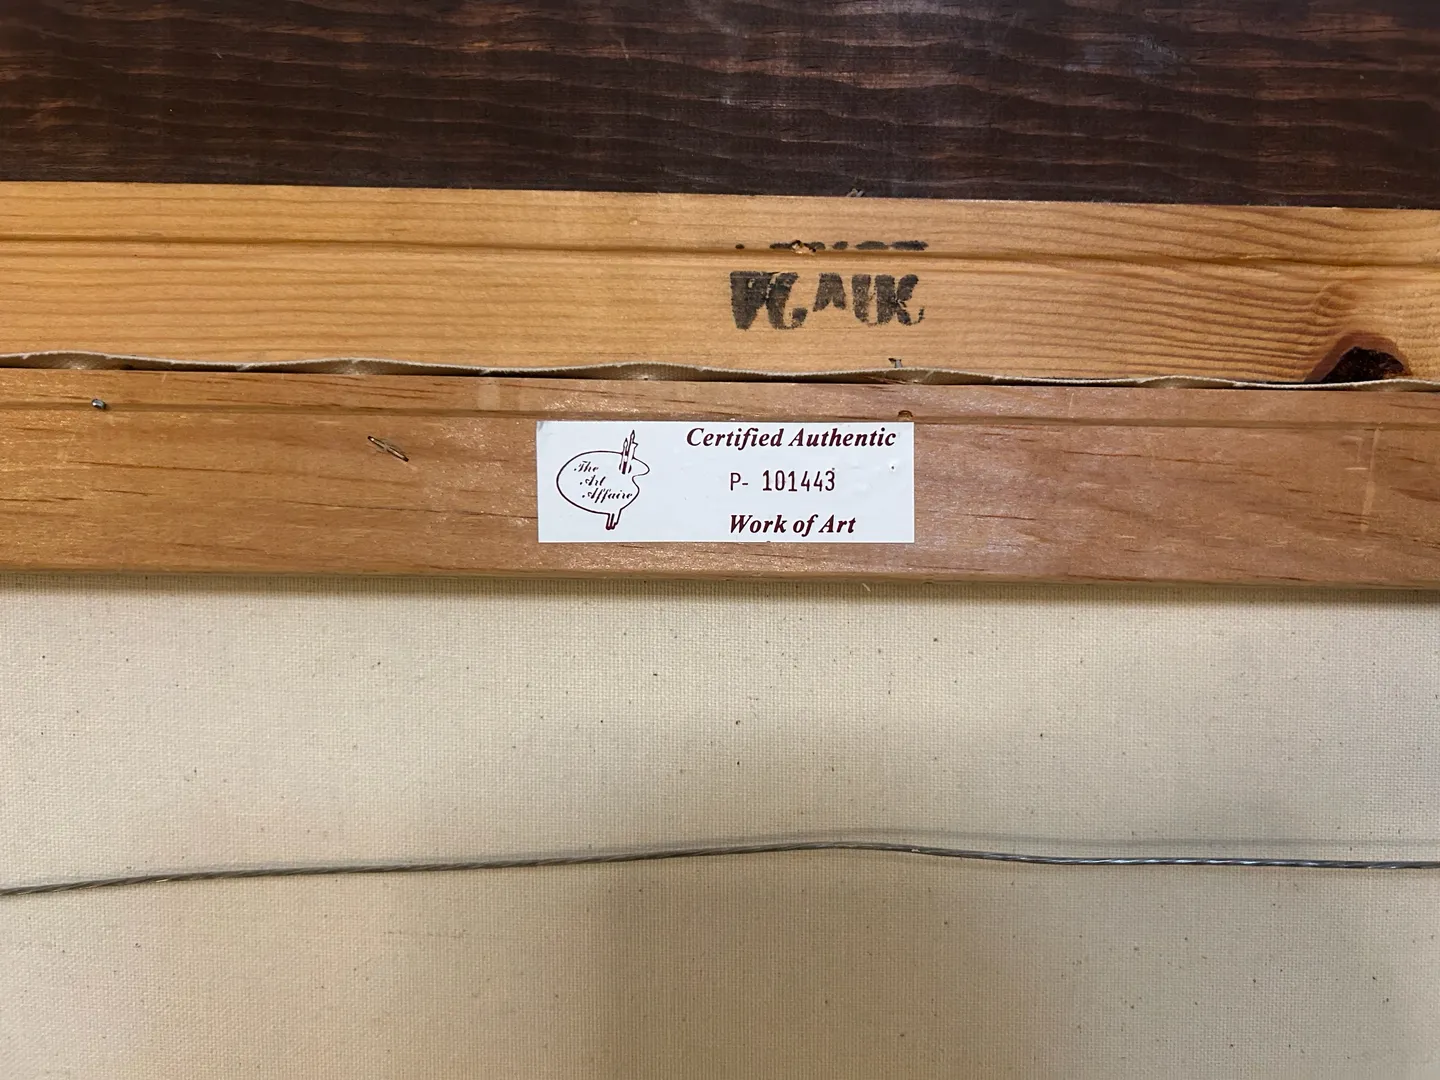 The
Art
Affaire
Certified Authentic
P- 101443
Work of Art